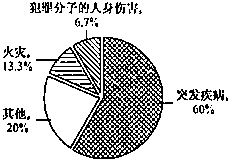 犯罪分子的人身伤害,
6.7%
火灾,
13.3%
突发疾病,
60%
其他,
20%